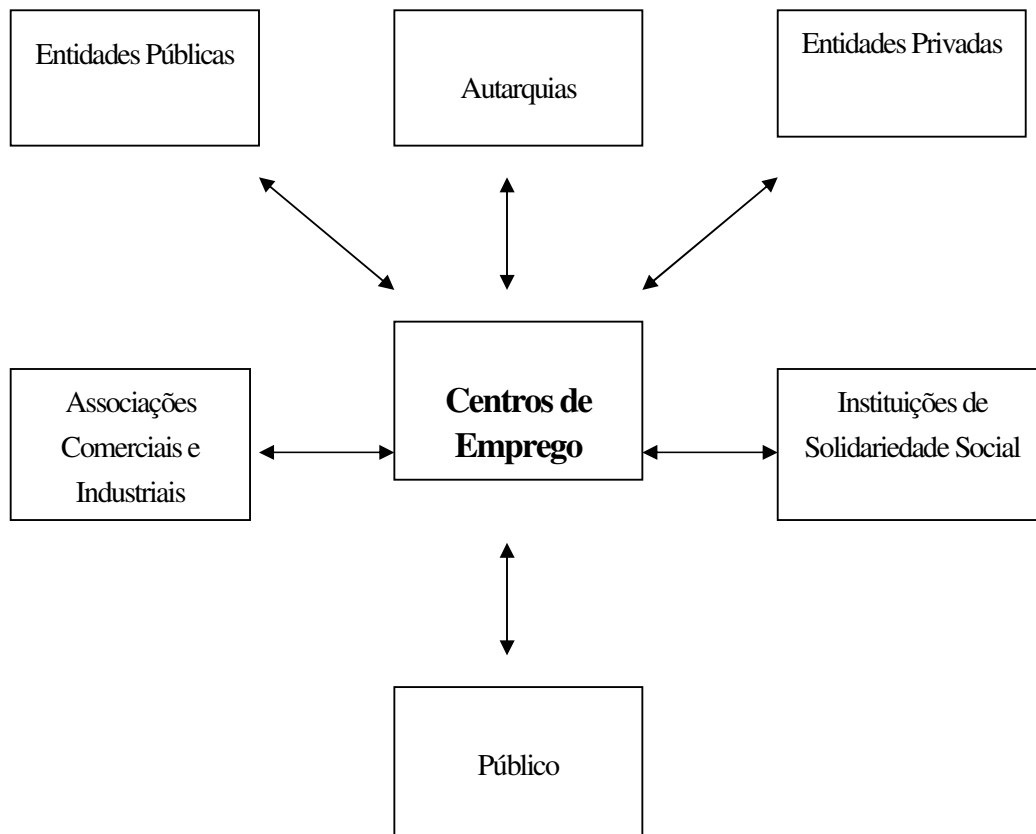 Entidades Públicas
Autarquias
Entidades Privadas
Associações
Comerciais e
Industriais
Centros de
Emprego
Instituições de
Solidariedade Social
Público